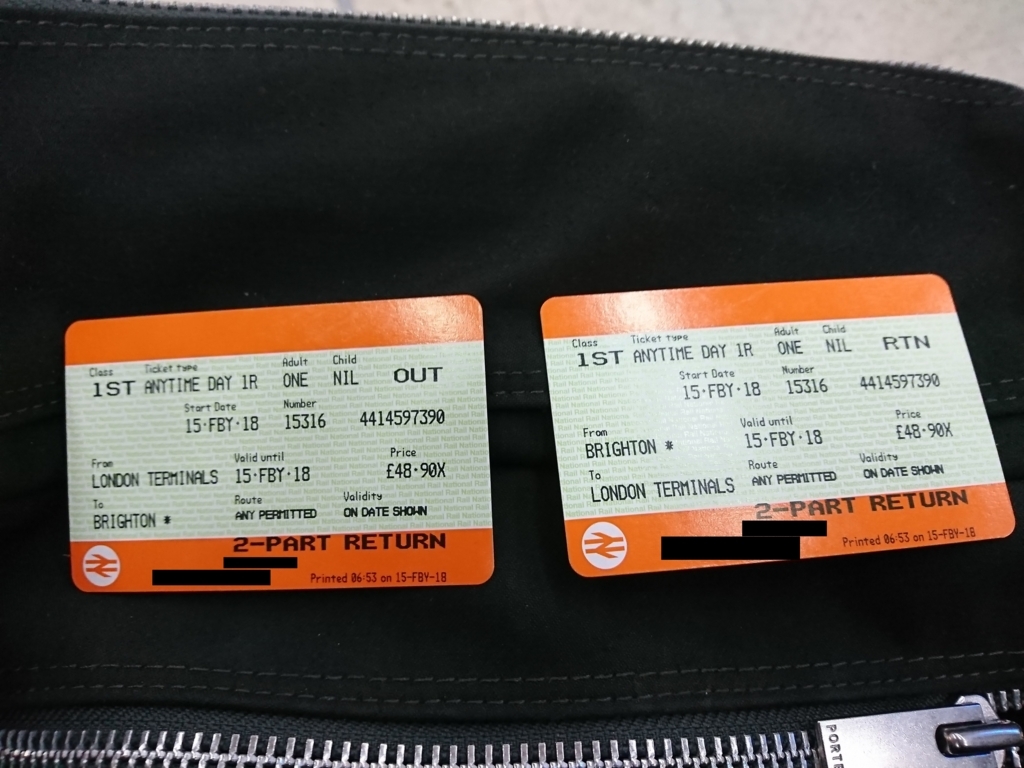 Class Ticket type Adult Child
1ST ANYTIME DAY 1R ONE NIL OUT
Start Date Number
15·FBY·18 15316 4414597390
From Valid until Price
LONDON TERMINALS 15·FBY·18 £48·90X
To Route Validity
BRIGHTON * ANY PERMITTED ON DATE SHOWN
2-PART RETURN
Printed 06:53 on 15-FBY-18
Class Ticket type Adult Child
1ST ANYTIME DAY 1R ONE NIL RTN
Start Date Number
15·FBY·18 15316 4414597390
From Valid until Price
BRIGHTON * 15·FBY·18 £48·90X
To Route Validity
LONDON TERMINALS ANY PERMITTED ON DATE SHOWN
2-PART RETURN
Printed 06:53 on 15-FBY-18